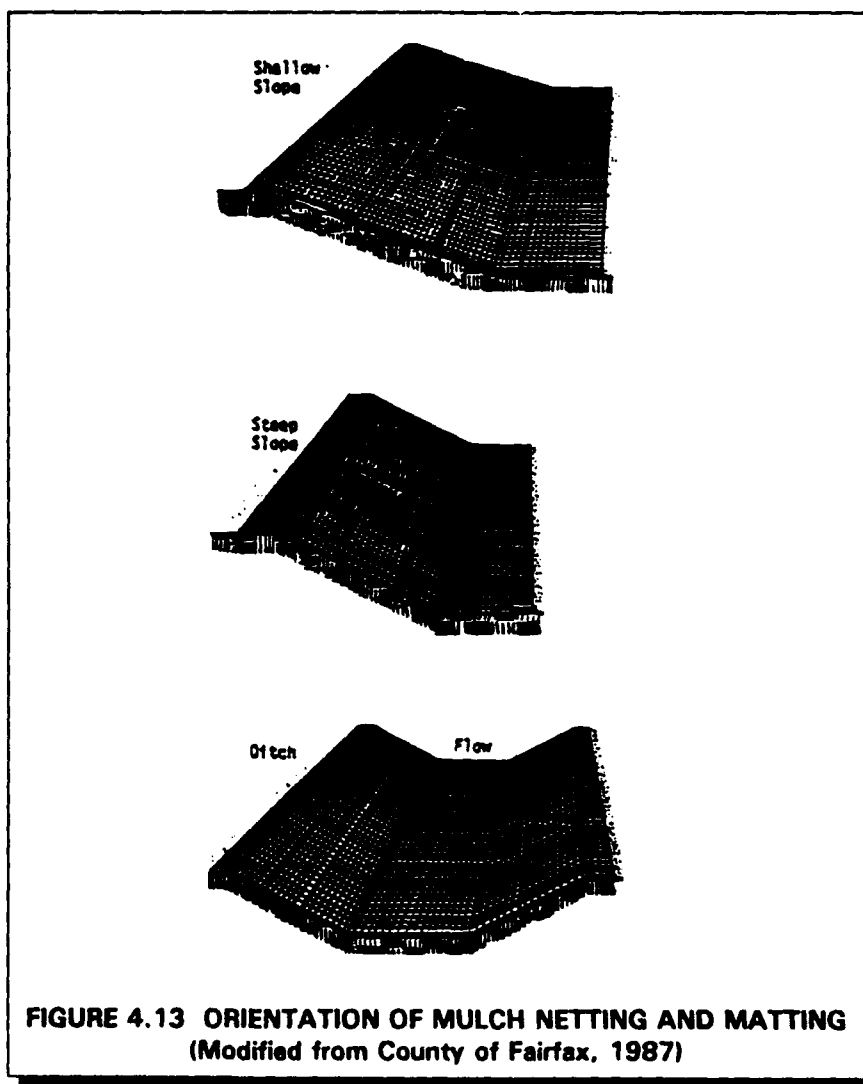 Shallow
Slope
Steep
Slope
Ditch
Flow
FIGURE 4.13 ORIENTATION OF MULCH NETTING AND MATTING
(Modified from County of Fairfax, 1987)